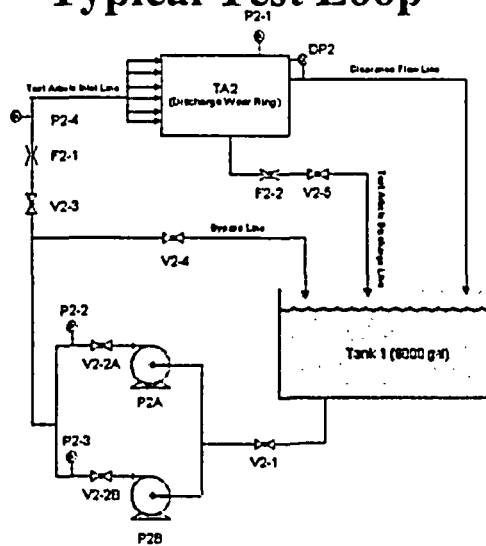 Typical Test Loop
P2-1
DP2
TA2
(Discharge Wear Ring)
Clearance Flow Line
Test Article Inlet Line
P2-4
F2-1
V2-3
F2-2
V2-5
Test Article Discharge Line
Bypass Line
V2-4
P2-2
V2-2A
P2A
Tank 1 (6000 gal)
P2-3
V2-1
V2-2B
P2B